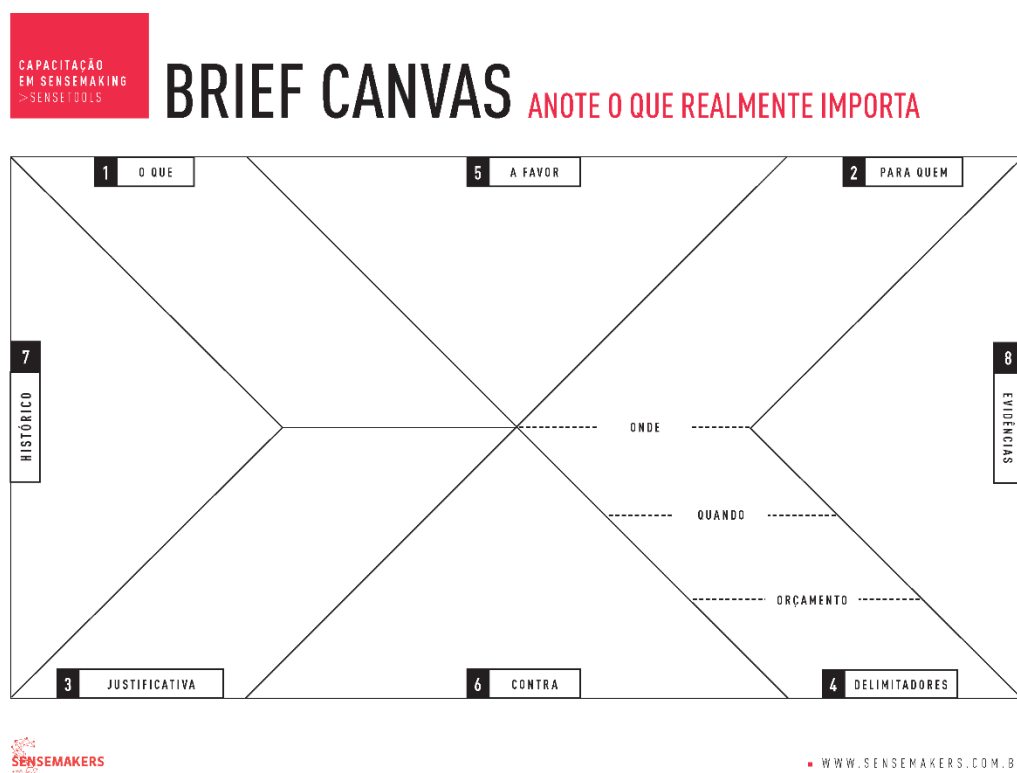 CAPACITAÇÃO
EM SENSEMAKING
>SENSETOOLS
BRIEF CANVAS ANOTE O QUE REALMENTE IMPORTA
1 O QUE
5 A FAVOR
2 PARA QUEM
7 HISTÓRICO
8 EVIDÊNCIAS
ONDE
QUANDO
ORÇAMENTO
3 JUSTIFICATIVA
6 CONTRA
4 DELIMITADORES
SENSEMAKERS
WWW.SENSEMAKERS.COM.B